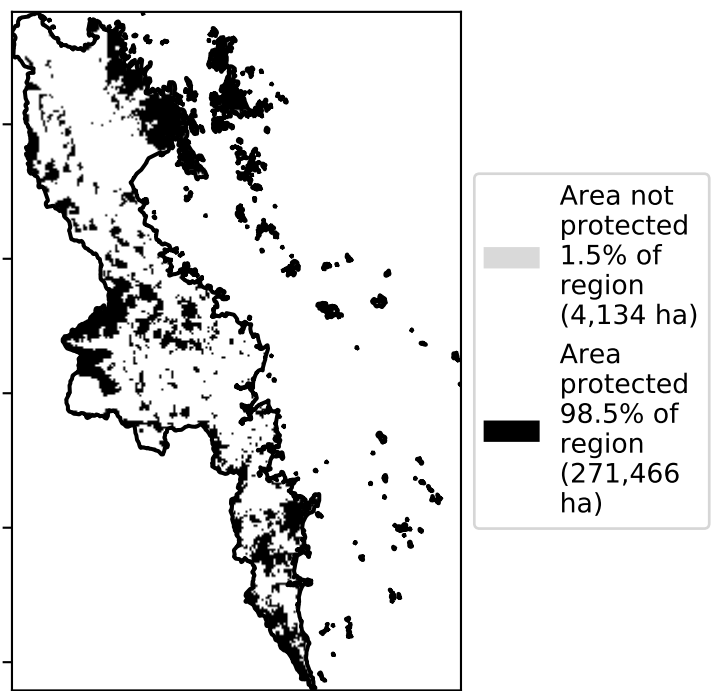 Area not
protected
1.5% of
region
(4,134 ha)
Area
protected
98.5% of
region
(271,466
ha)